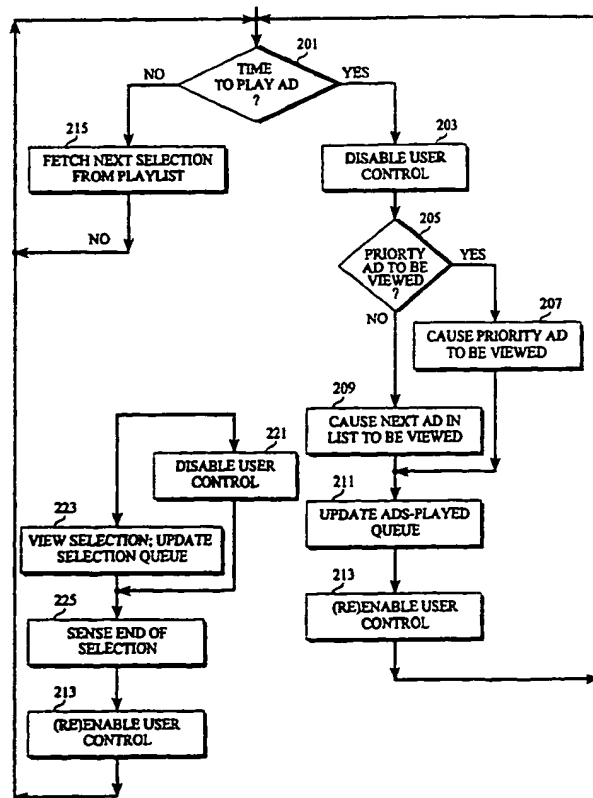 201
TIME
TO PLAY AD
?
NO
YES
215
FETCH NEXT SELECTION
FROM PLAYLIST
NO
203
DISABLE USER
CONTROL
205
PRIORTY
AD TO BE
VIEWED
?
YES
NO
207
CAUSE PRIORITY AD
TO BE VIEWED
209
CAUSE NEXT AD IN
LIST TO BE VIEWED
211
UPDATE ADS-PLAYED
QUEUE
213
(RE)ENABLE USER
CONTROL
221
DISABLE USER
CONTROL
223
VIEW SELECTION; UPDATE
SELECTION QUEUE
225
SENSE END OF
SELECTION
213
(RE)ENABLE USER
CONTROL